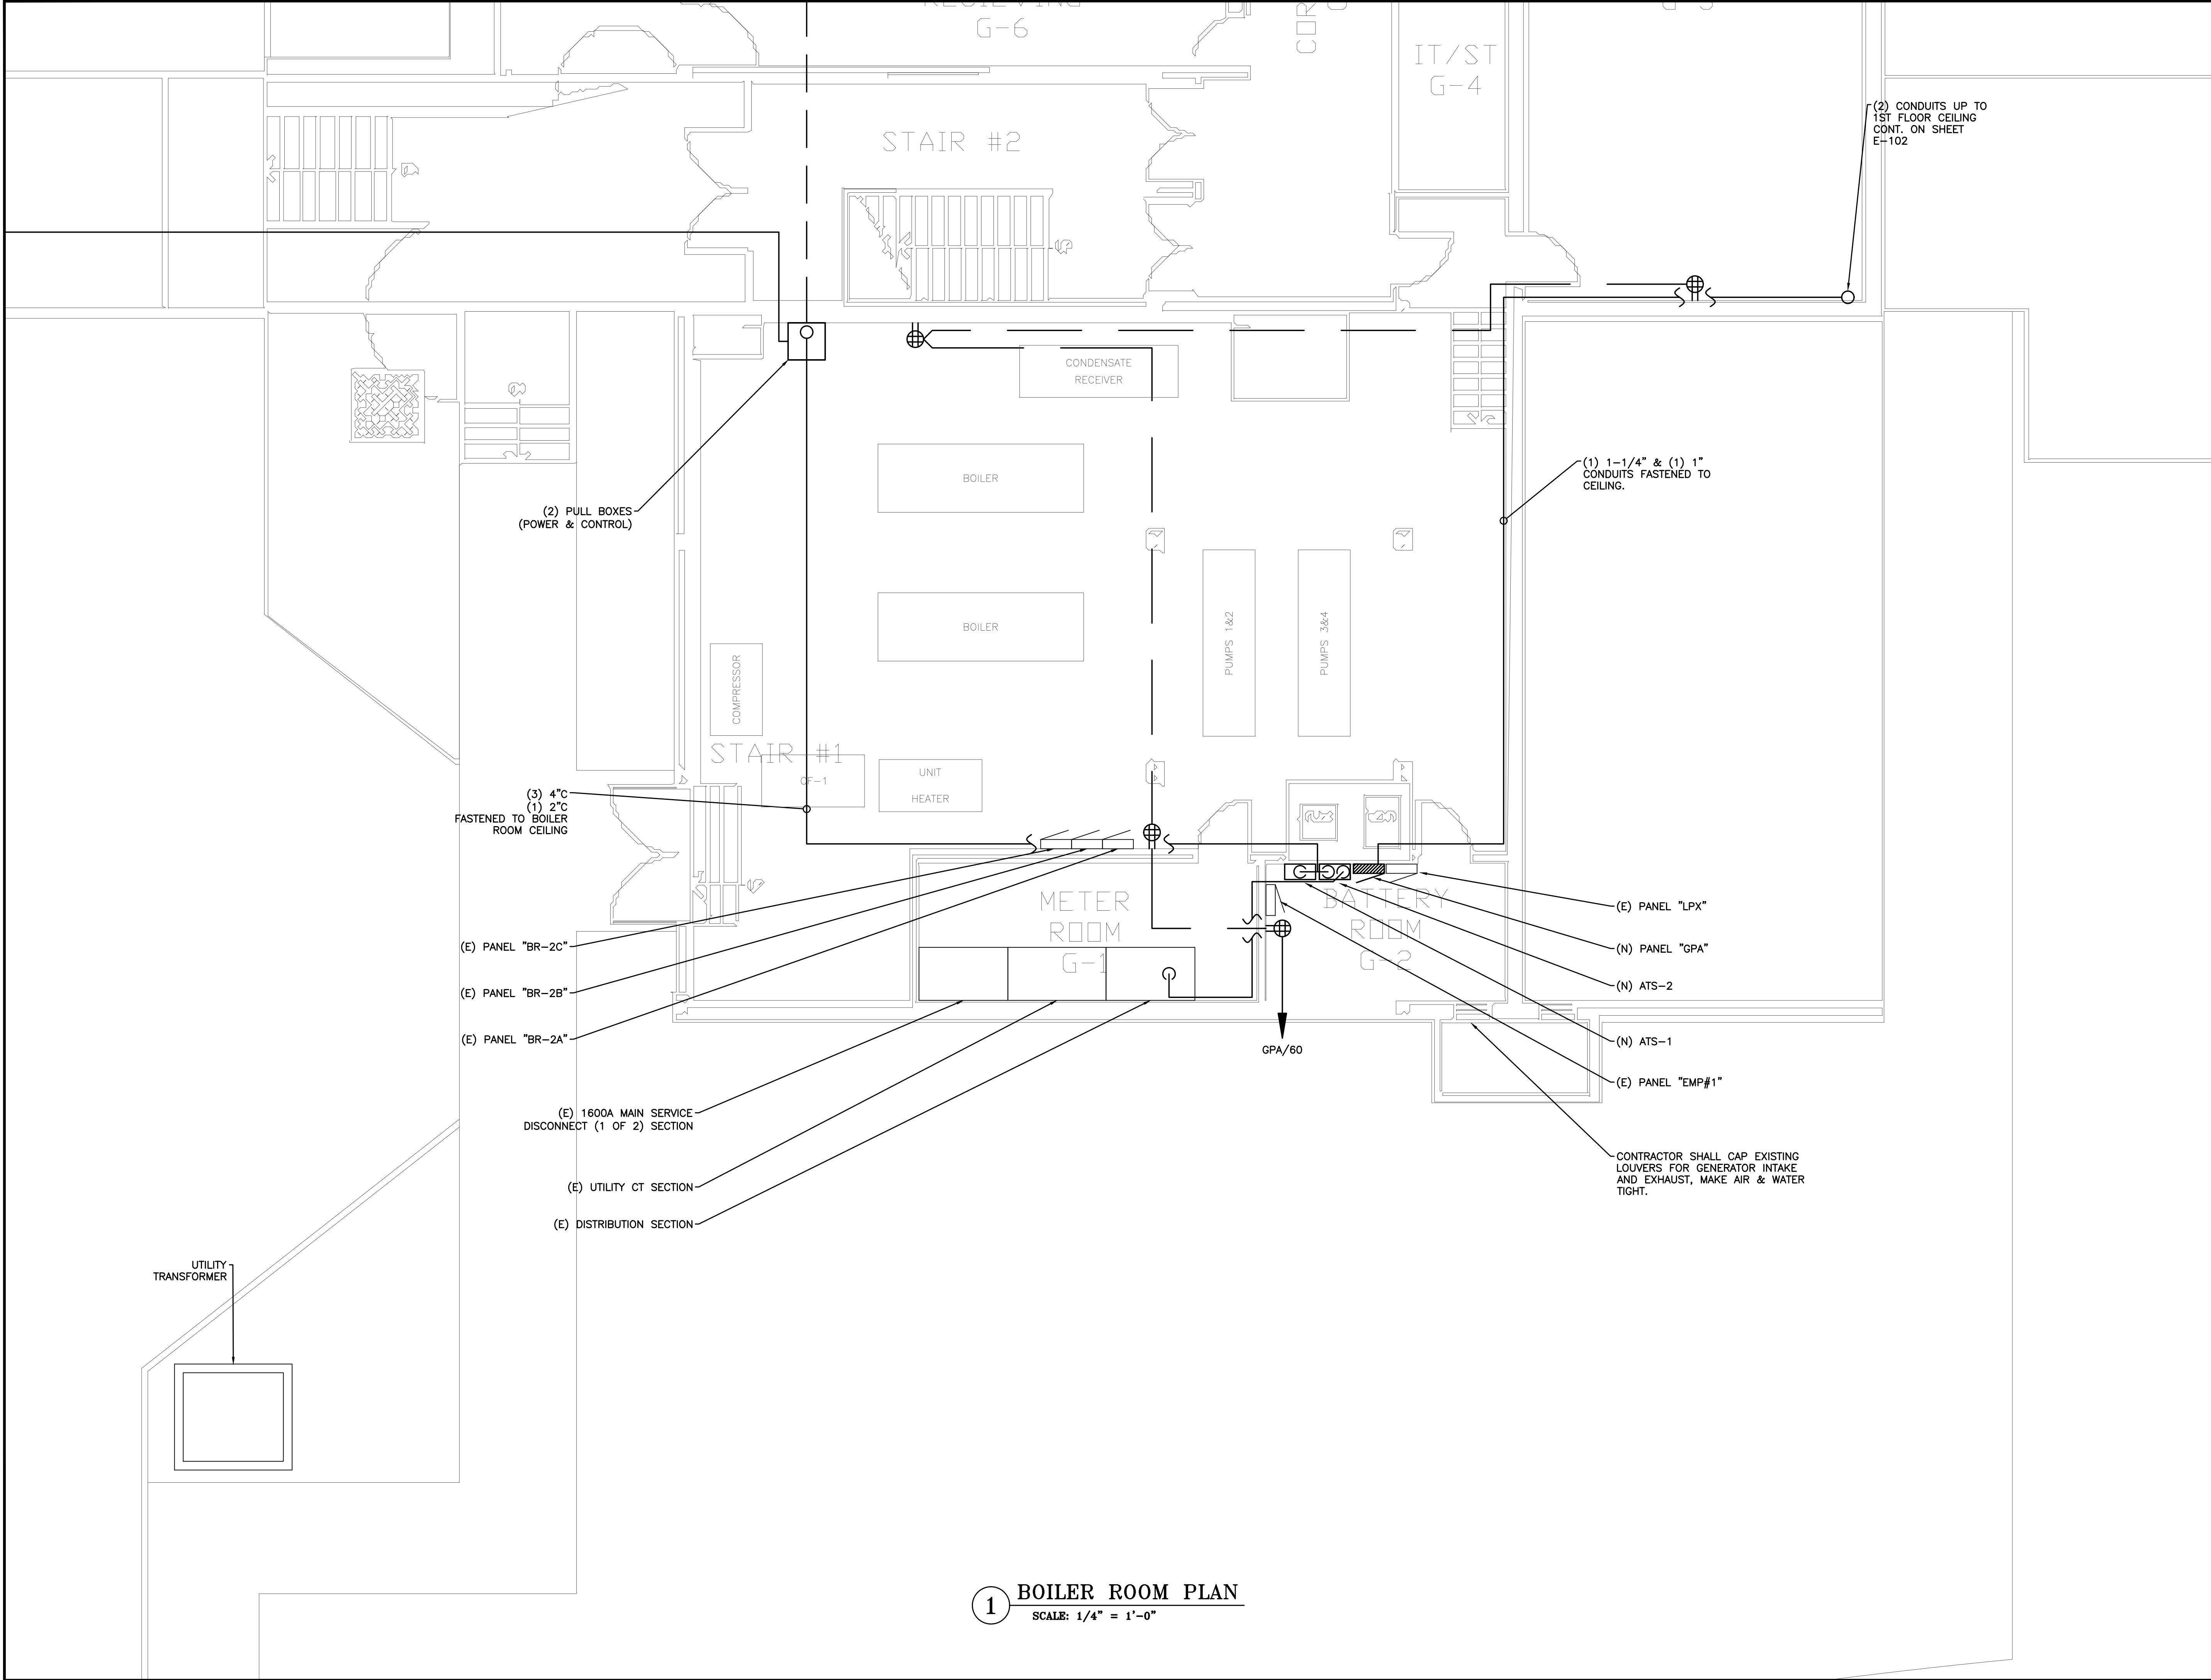 G-6
IT/ST
G-4
STAIR #2
(2) CONDUITS UP TO
1ST FLOOR CEILING
CONT. ON SHEET
E-102
CONDENSATE
RECEIVER
BOILER
(1) 1-1/4" & (1) 1"
CONDUITS FASTENED TO
CEILING.
(2) PULL BOXES
(POWER & CONTROL)
BOILER
PUMPS 1&2
PUMPS 3&4
COMPRESSOR
STAIR #1
UNIT
HEATER
(3) 4"C
(1) 2"C
FASTENED TO BOILER
ROOM CEILING
METER
ROOM
G-1
BATTERY
ROOM
G-2
(E) PANEL "LPX"
(N) PANEL "GPA"
(N) ATS-2
(N) ATS-1
(E) PANEL "EMP#1"
(E) PANEL "BR-2C"
(E) PANEL "BR-2B"
(E) PANEL "BR-2A"
GPA/60
(E) 1600A MAIN SERVICE
DISCONNECT (1 OF 2) SECTION
(E) UTILITY CT SECTION
(E) DISTRIBUTION SECTION
CONTRACTOR SHALL CAP EXISTING
LOUVERS FOR GENERATOR INTAKE
AND EXHAUST, MAKE AIR & WATER
TIGHT.
UTILITY
TRANSFORMER
1 BOILER ROOM PLAN
SCALE: 1/4" = 1'-0"